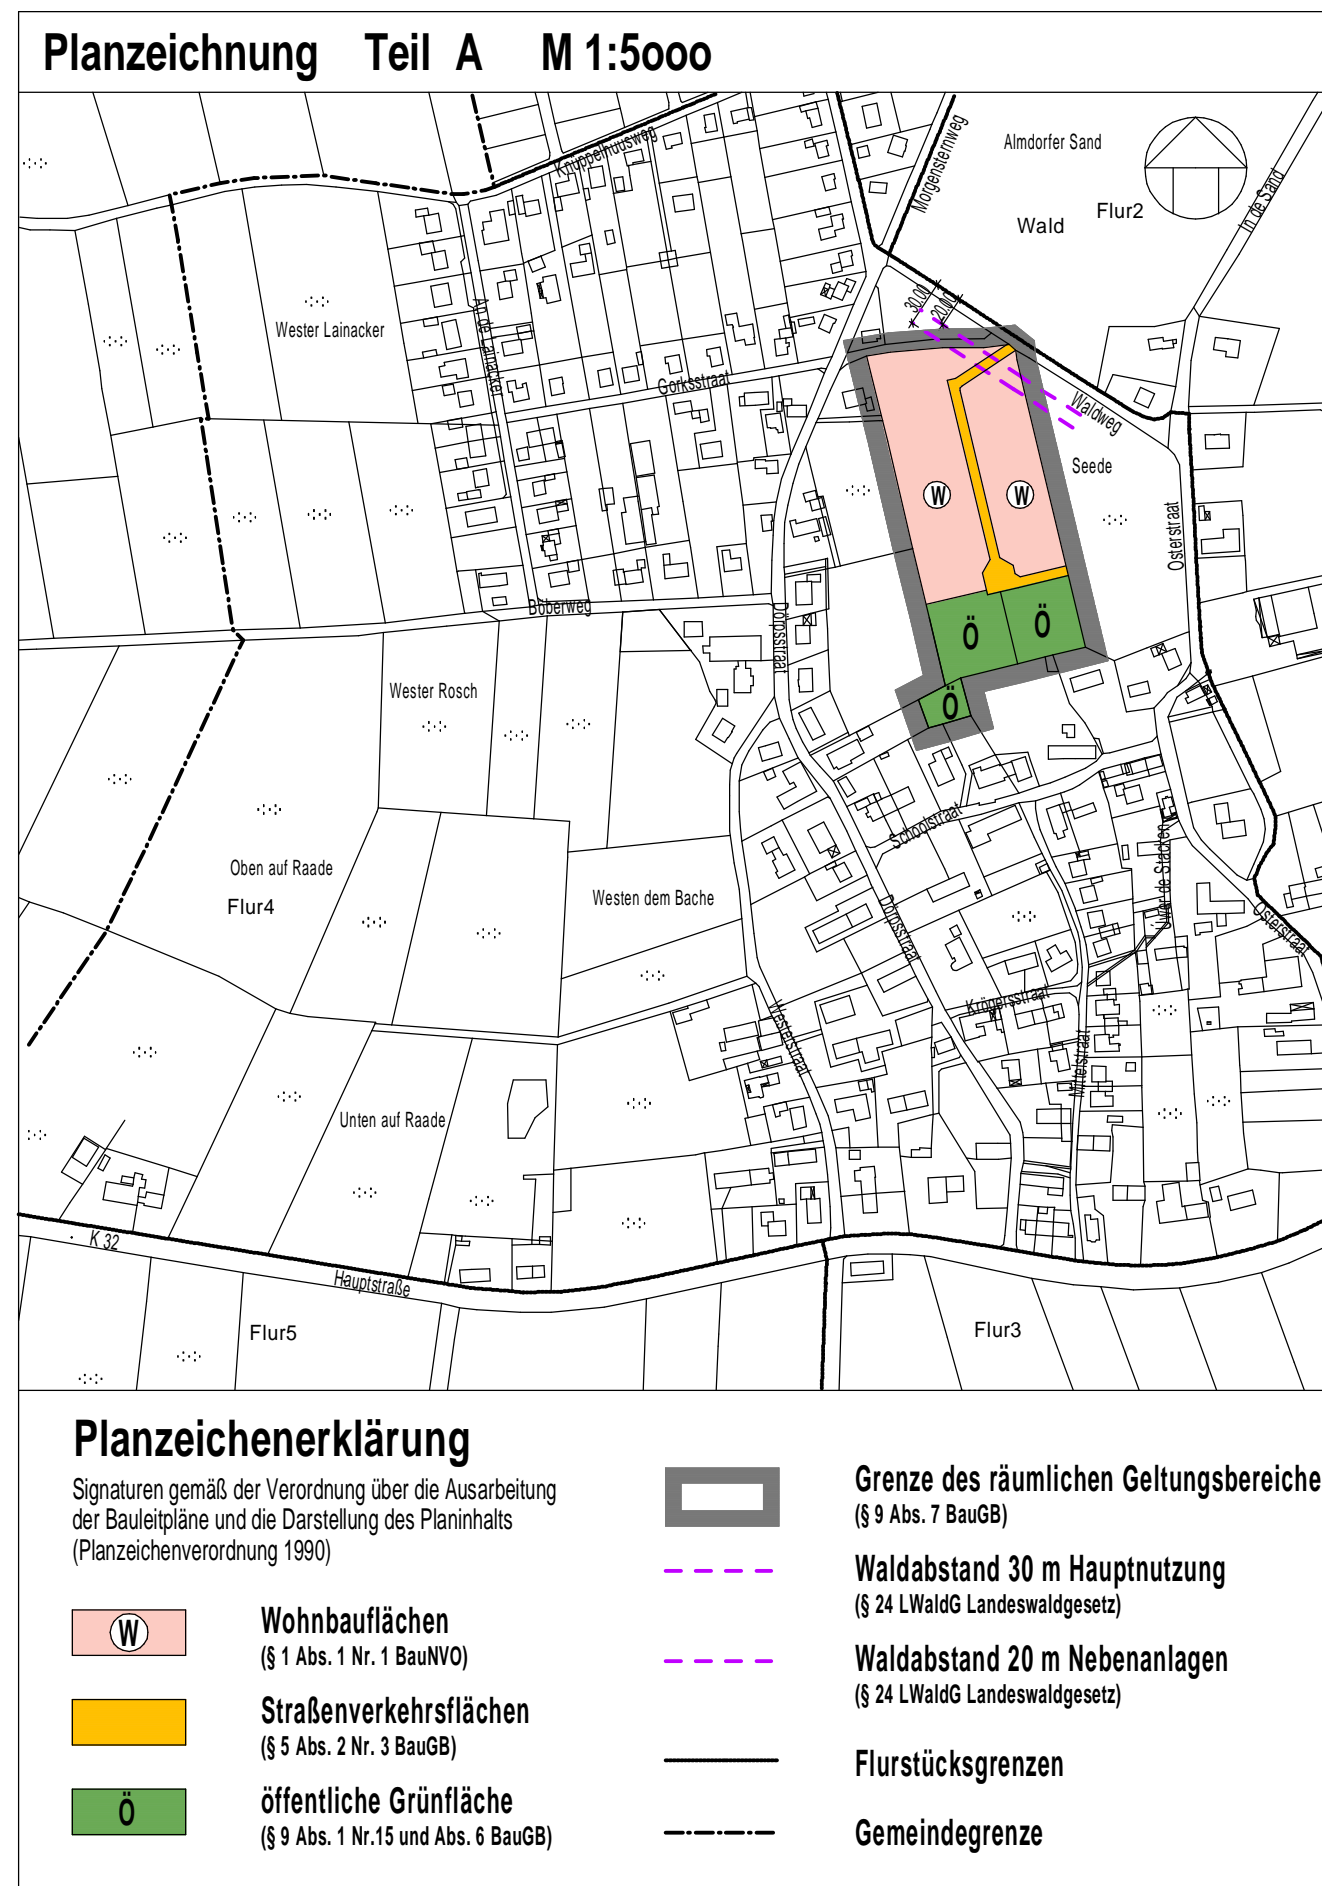 Planzeichnung Teil A M 1:5ooo
Knüppelhuusweg
Morgensternweg
Almdorfer Sand
Wald
Flur2
In de Sand
30.00
20.00
Wester Lainacker
An de Lainacker
Gorksstraat
Waldweg
Seede
W
W
Osterstraat
Böberweg
Dörpsstraat
Ö
Ö
Ö
Wester Rosch
Oben auf Raade
Flur4
Westen dem Bache
Schoolstraat
Dörpsstraat
Uwer de Stacken
Osterstraat
Krögersstraat
Westerstraat
Mittelstraat
Unten auf Raade
K 32
Hauptstraße
Flur5
Flur3
Planzeichenerklärung
Signaturen gemäß der Verordnung über die Ausarbeitung
der Bauleitpläne und die Darstellung des Planinhalts
(Planzeichenverordnung 1990)
W
Wohnbauflächen
(§ 1 Abs. 1 Nr. 1 BauNVO)
Straßenverkehrsflächen
(§ 5 Abs. 2 Nr. 3 BauGB)
Ö
öffentliche Grünfläche
(§ 9 Abs. 1 Nr.15 und Abs. 6 BauGB)
Grenze des räumlichen Geltungsbereiche
(§ 9 Abs. 7 BauGB)
Waldabstand 30 m Hauptnutzung
(§ 24 LWaldG Landeswaldgesetz)
Waldabstand 20 m Nebenanlagen
(§ 24 LWaldG Landeswaldgesetz)
Flurstücksgrenzen
Gemeindegrenze